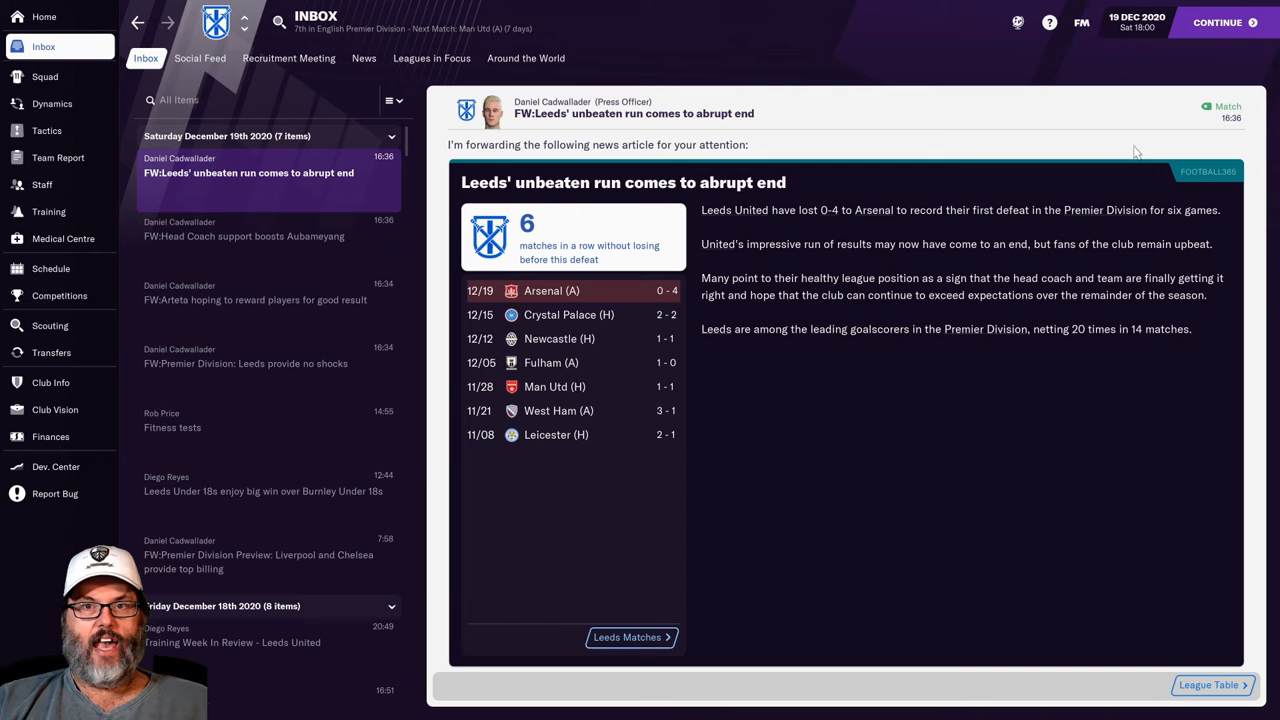 Home
Inbox
Squad
Dynamics
Tactics
Team Report
Staff
Training
Medical Centre
Schedule
Competitions
Scouting
Transfers
Club Info
Club Vision
Finances
Dev. Center
Report Bug
INBOX
7th in English Premier Division - Next Match: Man Utd (A) (7 days)
FM
19 DEC 2020
Sat 18:00
CONTINUE
Inbox Social Feed Recruitment Meeting News Leagues in Focus Around the World
All Items
Saturday December 19th 2020 (7 items)
Daniel Cadwallader 16:36
FW:Leeds' unbeaten run comes to abrupt end
Daniel Cadwallader 16:36
FW:Head Coach support boosts Aubameyang
Daniel Cadwallader 16:34
FW:Arteta hoping to reward players for good result
Daniel Cadwallader 16:34
FW:Premier Division: Leeds provide no shocks
Rob Price 14:55
Fitness tests
Diego Reyes 12:44
Leeds Under 18s enjoy big win over Burnley Under 18s
Daniel Cadwallader 7:58
FW:Premier Division Preview: Liverpool and Chelsea
provide top billing
Friday December 18th 2020 (8 items)
Diego Reyes 20:49
Training Week In Review - Leeds United
16:51
Daniel Cadwallader (Press Officer)
FW:Leeds' unbeaten run comes to abrupt end
Match
16:36
I'm forwarding the following news article for your attention:
FOOTBALL365
Leeds' unbeaten run comes to abrupt end
6
matches in a row without losing
before this defeat
12/19 Arsenal (A) 0 - 4
12/15 Crystal Palace (H) 2 - 2
12/12 Newcastle (H) 1 - 1
12/05 Fulham (A) 1 - 0
11/28 Man Utd (H) 1 - 1
11/21 West Ham (A) 3 - 1
11/08 Leicester (H) 2 - 1
Leeds Matches
Leeds United have lost 0-4 to Arsenal to record their first defeat in the Premier Division for six games.
United's impressive run of results may now have come to an end, but fans of the club remain upbeat.
Many point to their healthy league position as a sign that the head coach and team are finally getting it
right and hope that the club can continue to exceed expectations over the remainder of the season.
Leeds are among the leading goalscorers in the Premier Division, netting 20 times in 14 matches.
League Table